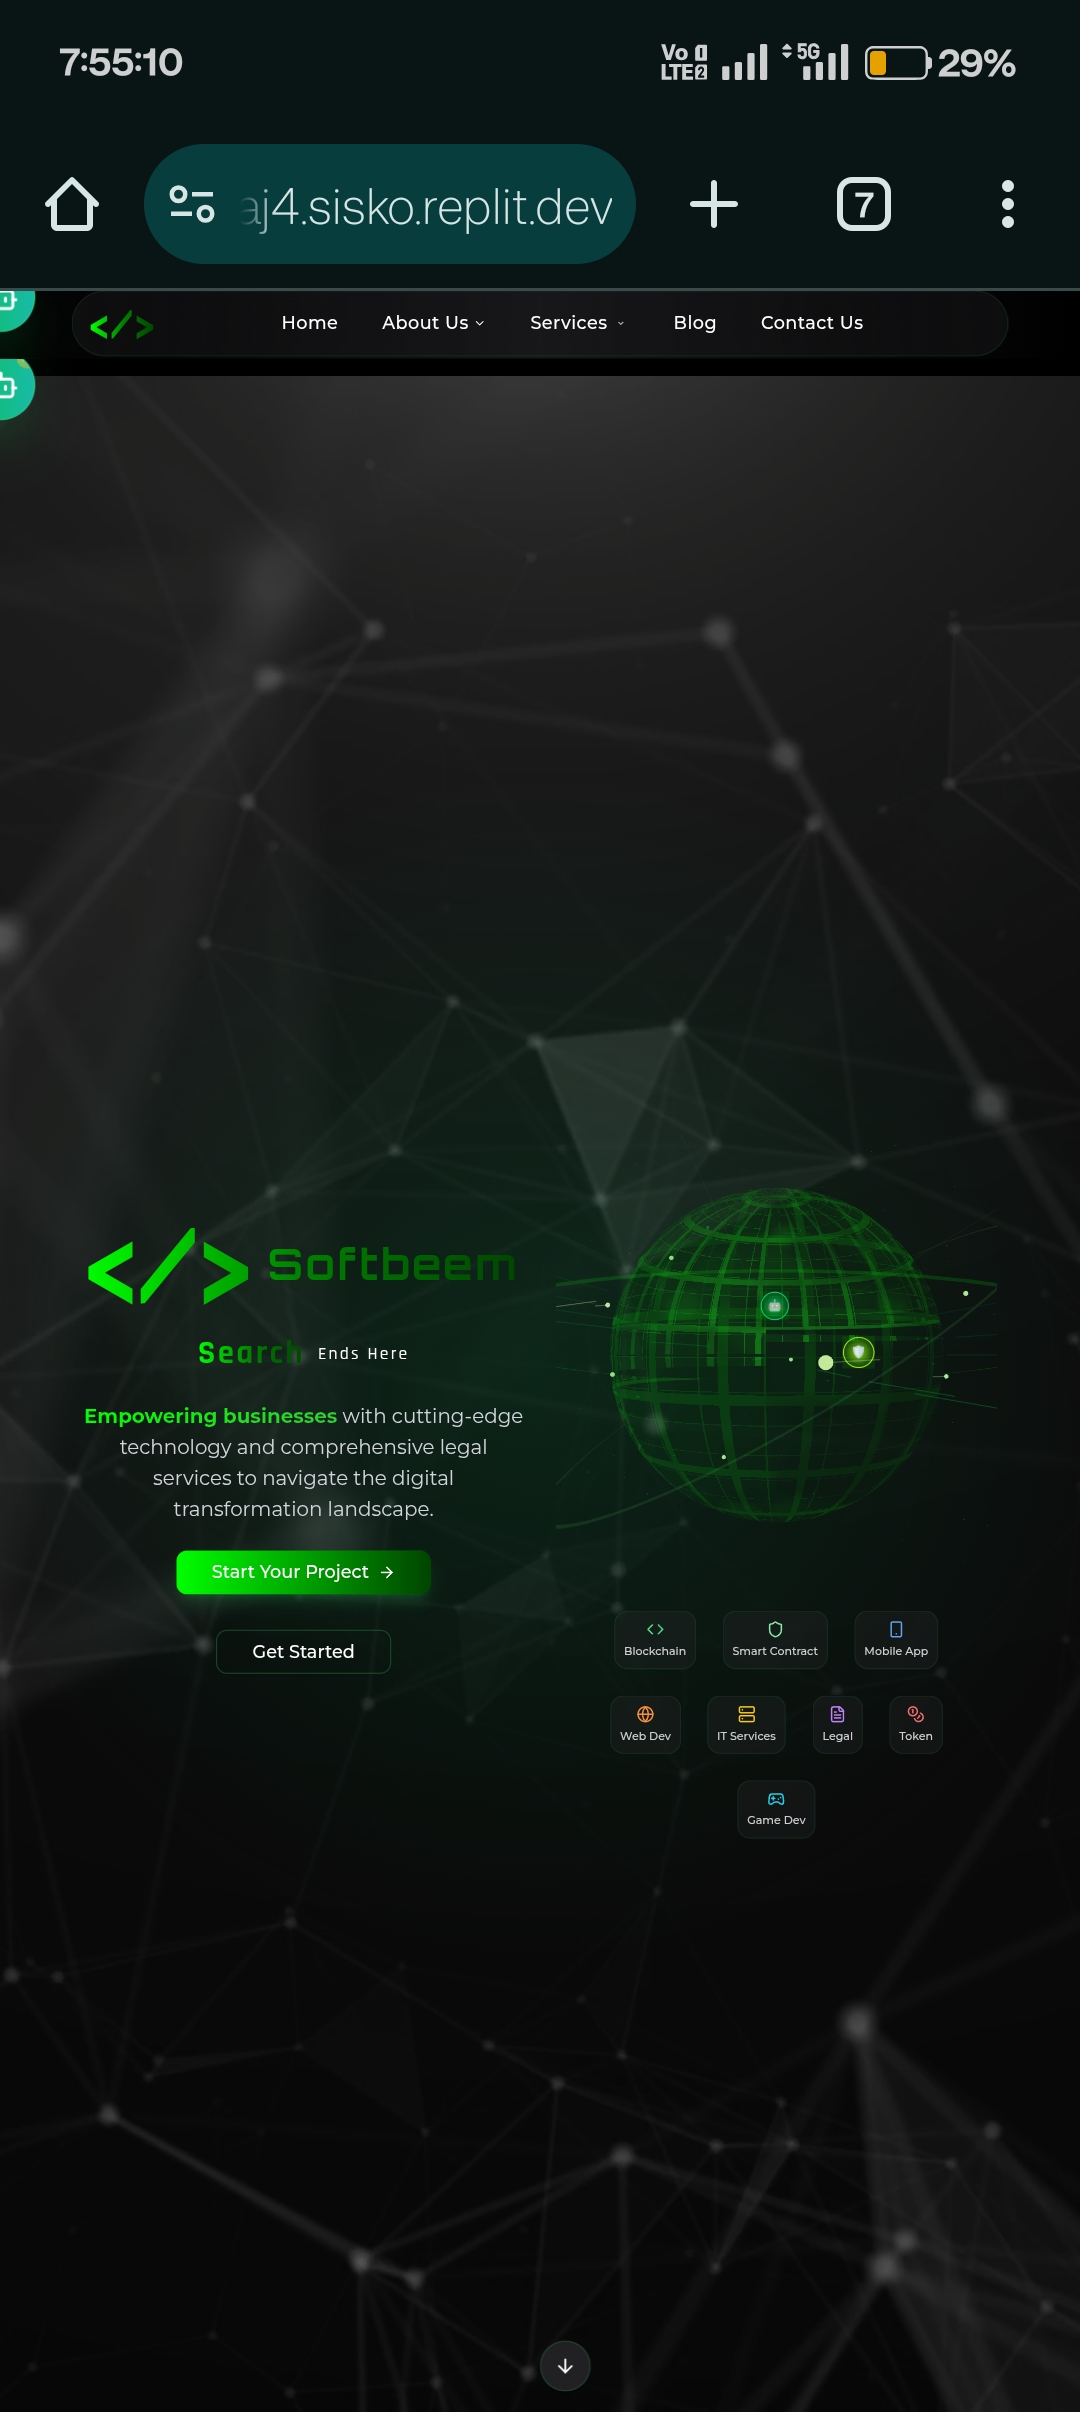 7:55:10
Vo 1
LTE 2
5G
29%
aj4.sisko.replit.dev
7
</>
Home
About Us
Services
Blog
Contact Us
</> Softbeem
Search Ends Here
Empowering businesses with cutting-edge
technology and comprehensive legal
services to navigate the digital
transformation landscape.
Start Your Project →
Get Started
Blockchain
Smart Contract
Mobile App
Web Dev
IT Services
Legal
Token
Game Dev